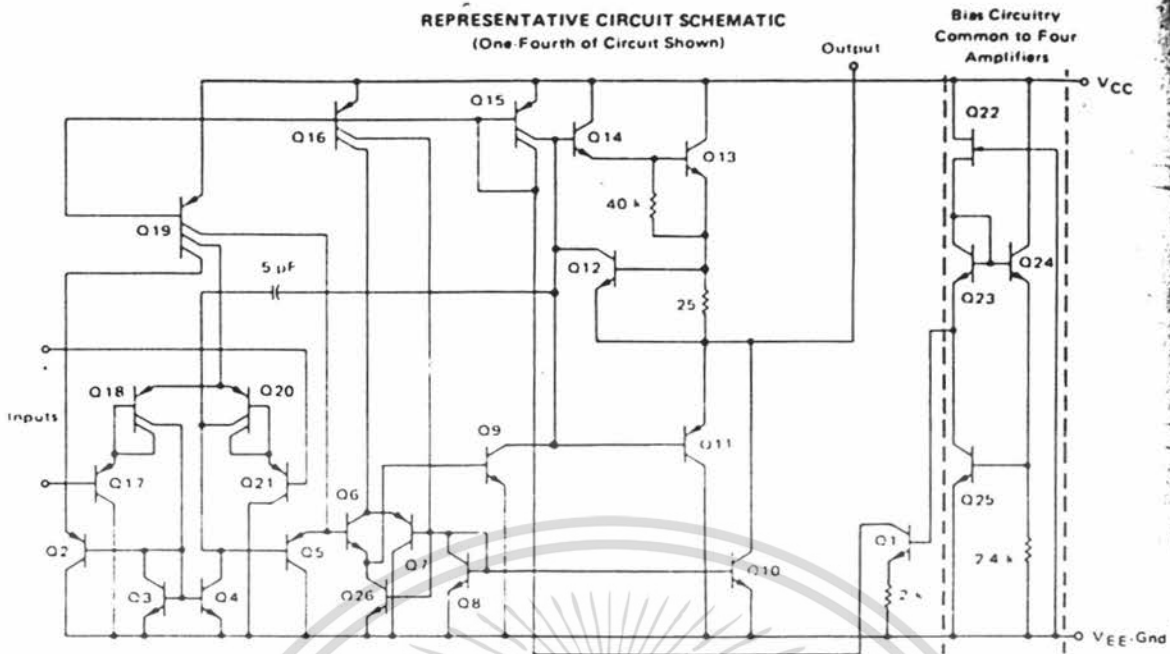 REPRESENTATIVE CIRCUIT SCHEMATIC
(One-Fourth of Circuit Shown)
Bias Circuitry
Common to Four
Amplifiers
Output
VCC
Q15
Q22
Q16
Q14
Q13
40 k
Q19
5 pF
Q12
Q24
25
Q23
Q18
Q20
Inputs
Q9
Q11
Q17
Q21
Q25
Q6
Q2
Q5
Q1
Q7
Q10
2.4 k
Q3
Q4
Q26
Q8
2 k
VEE-Gnd